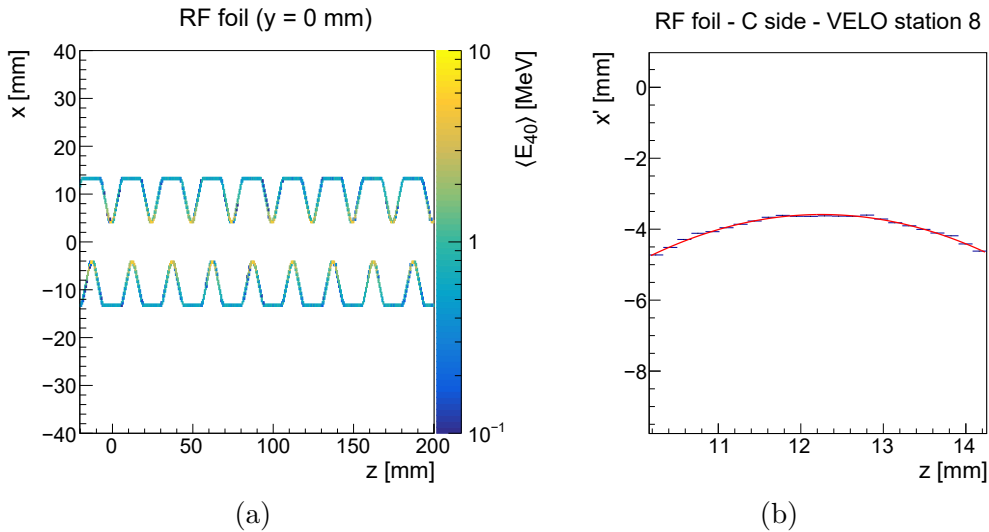 RF foil (y = 0 mm)
x [mm]
40
30
20
10
0
−10
−20
−30
−40
0
50
100
150
200
z [mm]
10
1
10⁻¹
⟨E₄₀⟩ [MeV]
(a)
RF foil - C side - VELO station 8
x' [mm]
0
−2
−4
−6
−8
11
12
13
14
z [mm]
(b)